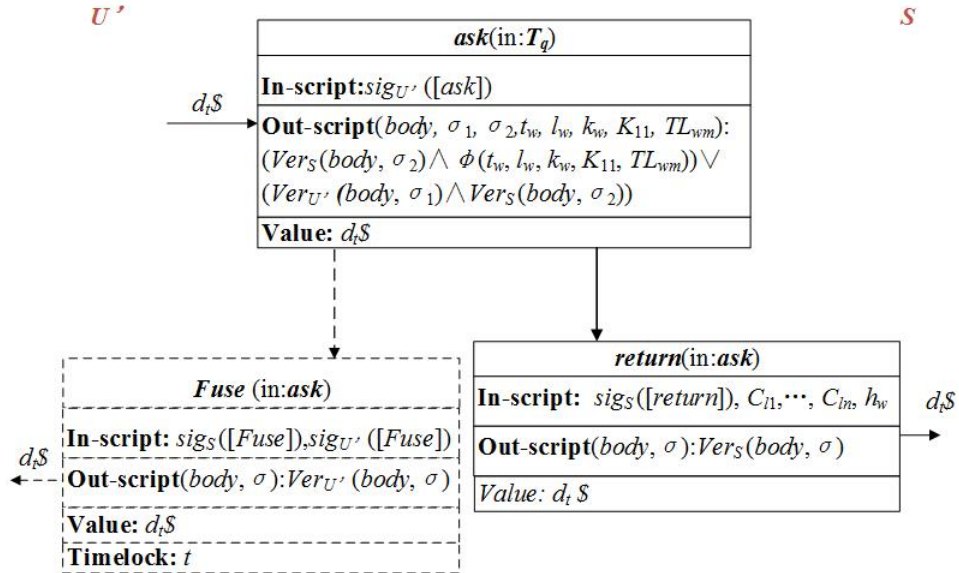 U’ S
ask(in:Tq)
In-script:sigU’ ([ask])
d_t$
Out-script(body, σ1, σ2,tw, lw, kw, K11, TLwm):
(VerS(body, σ2)∧ Φ(tw, lw, kw, K11, TLwm))∨
(VerU’ (body, σ1)∧VerS(body, σ2))
Value: dt$
Fuse (in:ask)
In-script: sigS([Fuse]),sigU’ ([Fuse])
dt$
Out-script(body, σ):VerU’ (body, σ)
Value: dt$
Timelock: t
return(in:ask)
In-script: sigS([return]), Cl1,···, Cln, hw
dt$
Out-script(body, σ):VerS(body, σ)
Value: dt $